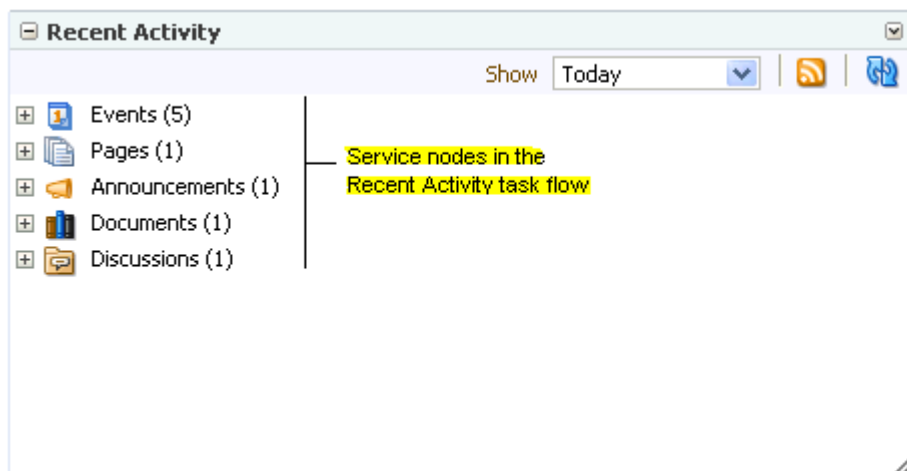 Recent Activity
Show Today
Events (5)
Pages (1)
Announcements (1)
Documents (1)
Discussions (1)
Service nodes in the
Recent Activity task flow